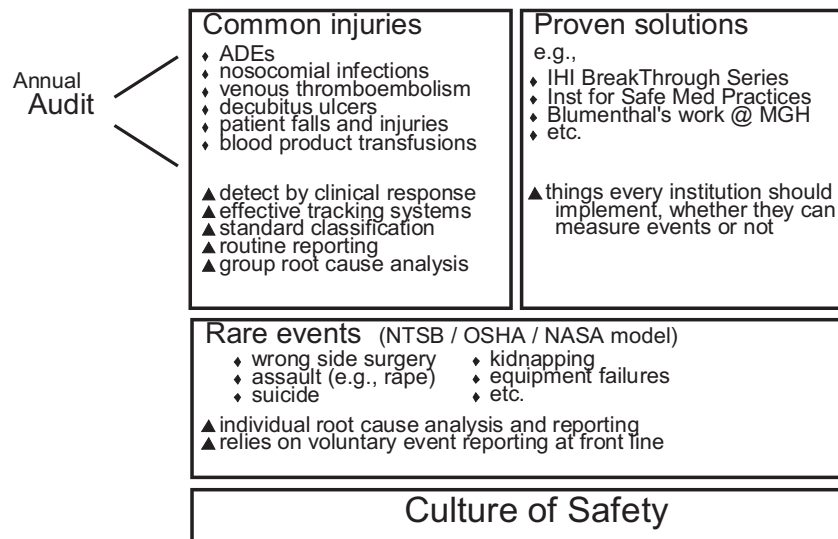 Annual
Audit
Common injuries
♦ ADEs
♦ nosocomial infections
♦ venous thromboembolism
♦ decubitus ulcers
♦ patient falls and injuries
♦ blood product transfusions
▲ detect by clinical response
▲ effective tracking systems
▲ standard classification
▲ routine reporting
▲ group root cause analysis
Proven solutions
e.g.,
♦ IHI BreakThrough Series
♦ Inst for Safe Med Practices
♦ Blumenthal's work @ MGH
♦ etc.
▲ things every institution should
implement, whether they can
measure events or not
Rare events (NTSB / OSHA / NASA model)
♦ wrong side surgery
♦ assault (e.g., rape)
♦ suicide
♦ kidnapping
♦ equipment failures
♦ etc.
▲ individual root cause analysis and reporting
▲ relies on voluntary event reporting at front line
Culture of Safety